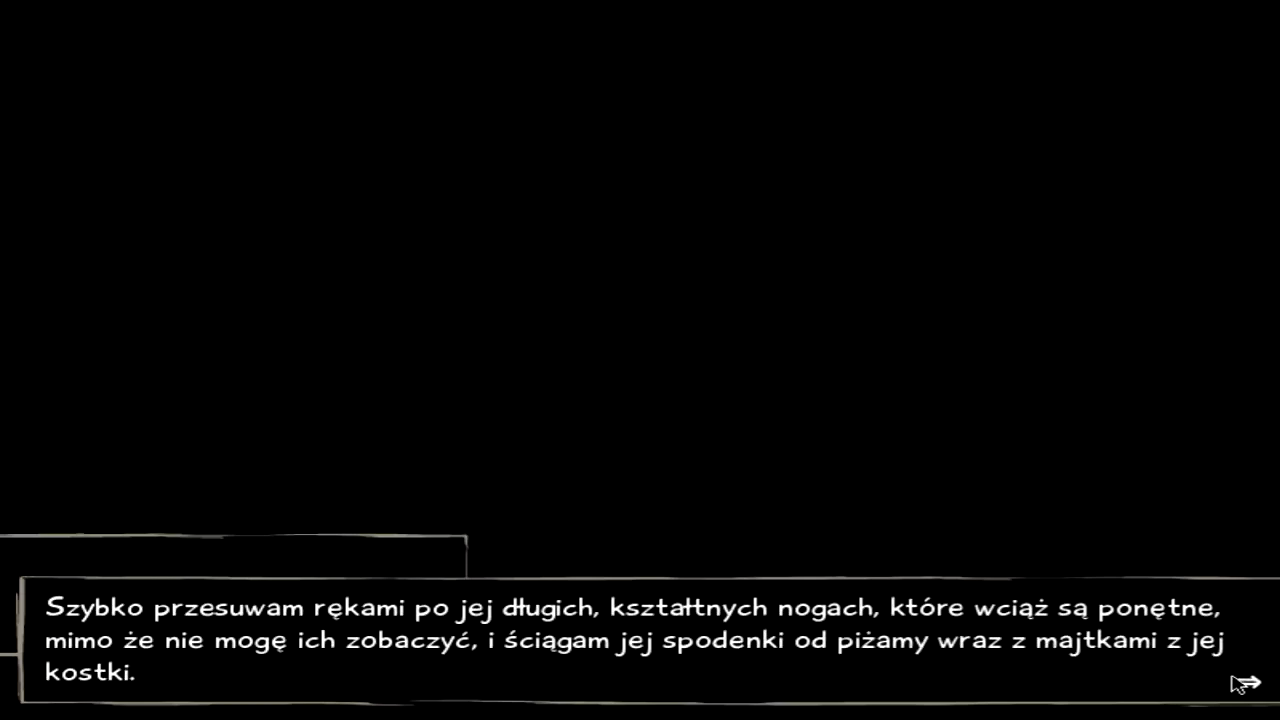 Szybko przesuwam rękami po jej długich, kształtnych nogach, które wciąż są ponętne,
mimo że nie mogę ich zobaczyć, i ściągam jej spodenki od piżamy wraz z majtkami z jej
kostki.